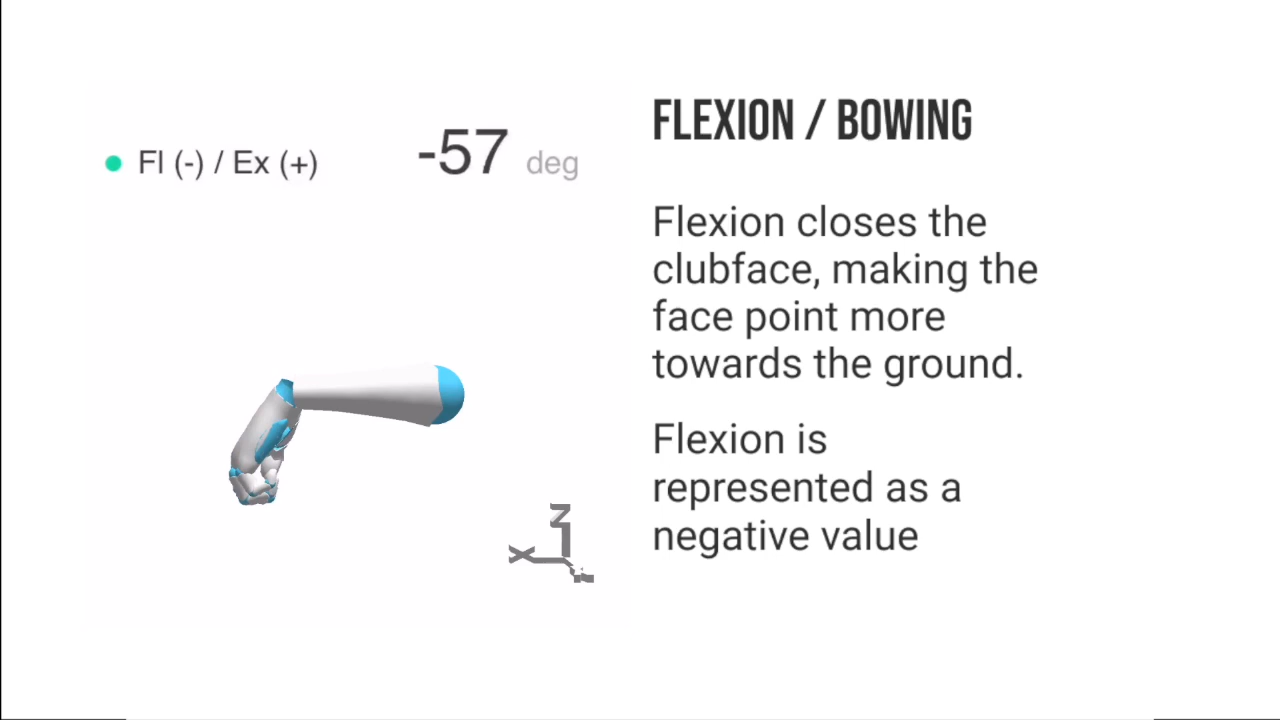 FLEXION / BOWING
Fl (-) / Ex (+)
-57 deg
Flexion closes the
clubface, making the
face point more
towards the ground.
Flexion is
represented as a
negative value
Z
X